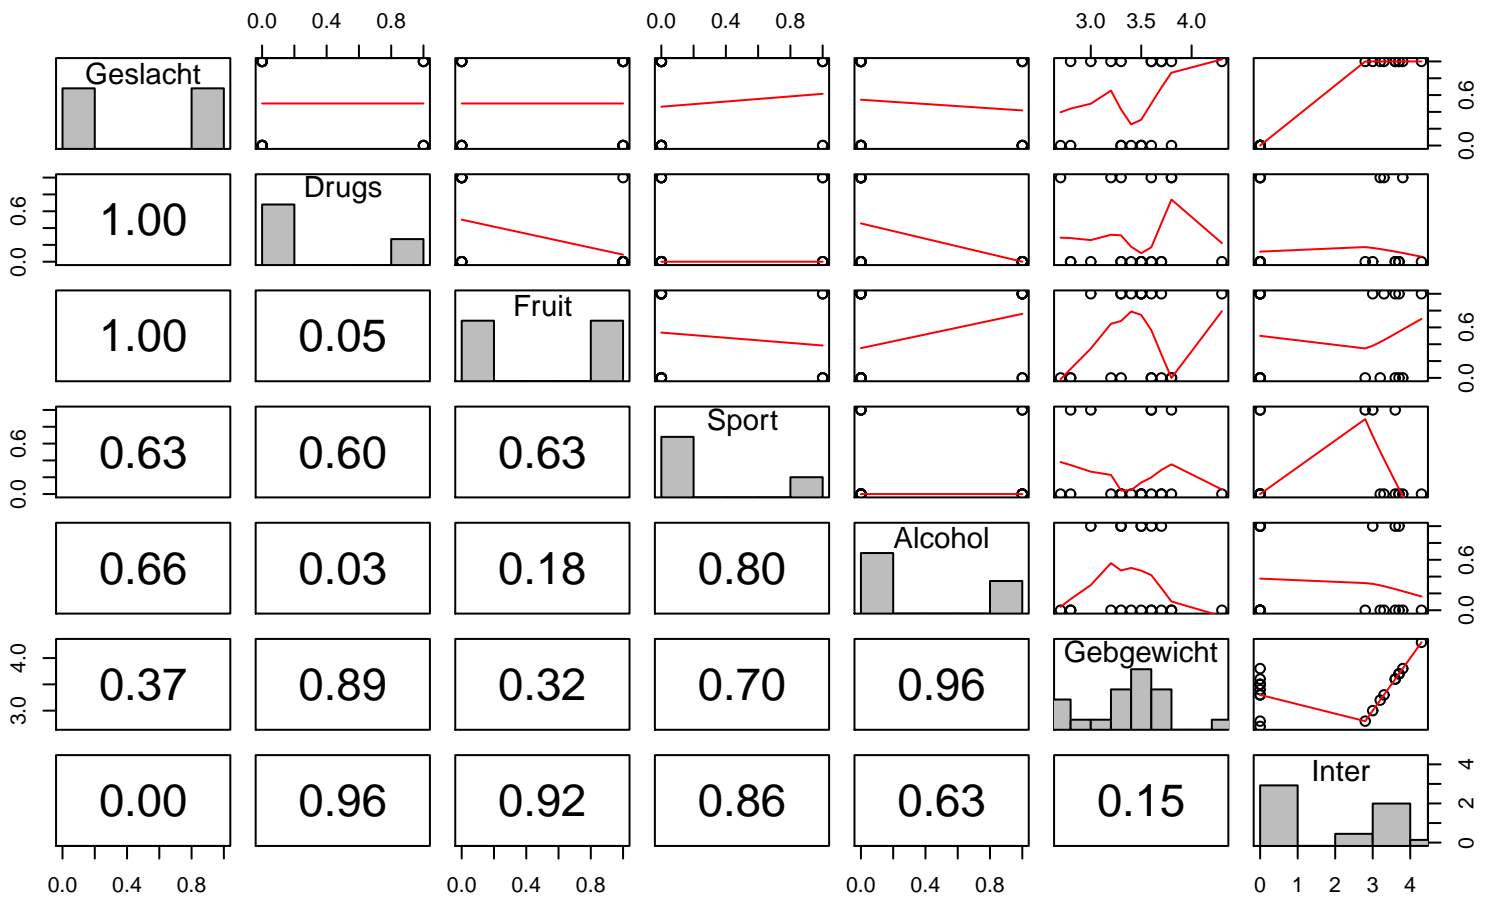 0.0 0.4 0.8 0.0 0.4 0.8 3.0 3.5 4.0
Geslacht 0.0 0.6
0.0 0.6 1.00 Drugs
1.00 0.05 Fruit 0.0 0.6
0.0 0.6 0.63 0.60 0.63 Sport
0.66 0.03 0.18 0.80 Alcohol 0.0 0.6
3.0 4.0 0.37 0.89 0.32 0.70 0.96 Gebgewicht
0.00 0.96 0.92 0.86 0.63 0.15 Inter 0 2 4
0.0 0.4 0.8 0.0 0.4 0.8 0.0 0.4 0.8 0 1 2 3 4